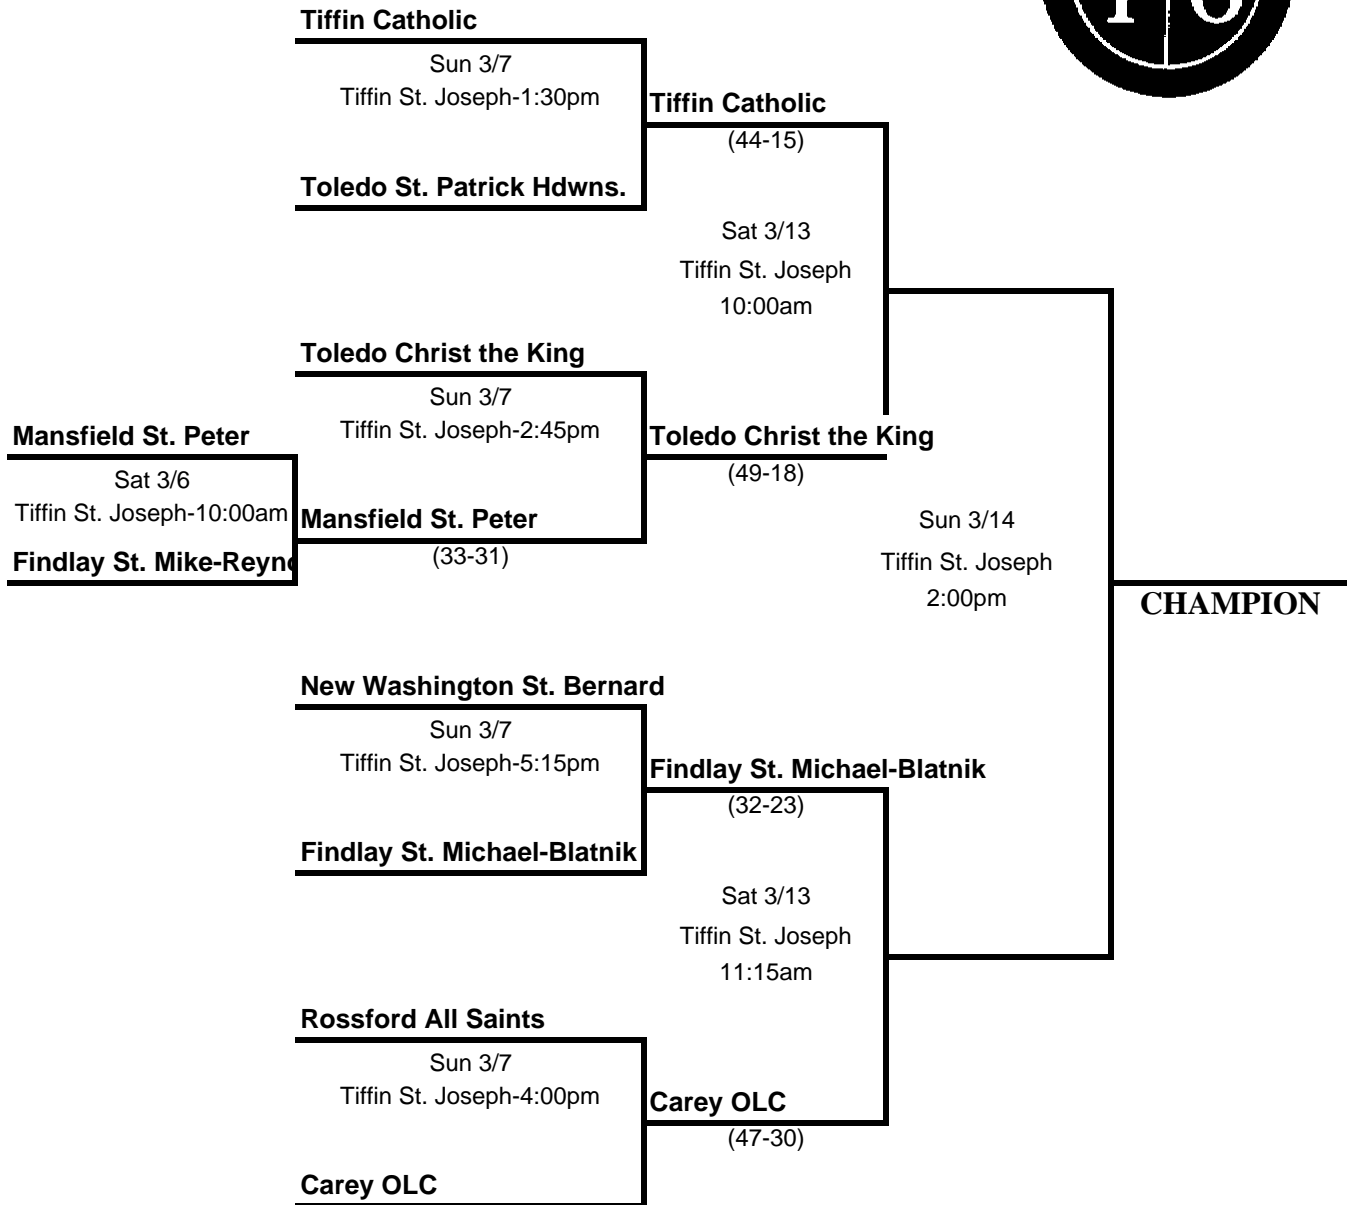 Tiffin Catholic
Sun 3/7
Tiffin St. Joseph-1:30pm
Tiffin Catholic
(44-15)
Toledo St. Patrick Hdwns.
Sat 3/13
Tiffin St. Joseph
10:00am
Toledo Christ the King
Sun 3/7
Tiffin St. Joseph-2:45pm
Mansfield St. Peter
Toledo Christ the King
(49-18)
Sat 3/6
Tiffin St. Joseph-10:00am
Mansfield St. Peter
(33-31)
Findlay St. Mike-Reyno
Sun 3/14
Tiffin St. Joseph
2:00pm
CHAMPION
New Washington St. Bernard
Sun 3/7
Tiffin St. Joseph-5:15pm
Findlay St. Michael-Blatnik
(32-23)
Findlay St. Michael-Blatnik
Sat 3/13
Tiffin St. Joseph
11:15am
Rossford All Saints
Sun 3/7
Tiffin St. Joseph-4:00pm
Carey OLC
(47-30)
Carey OLC